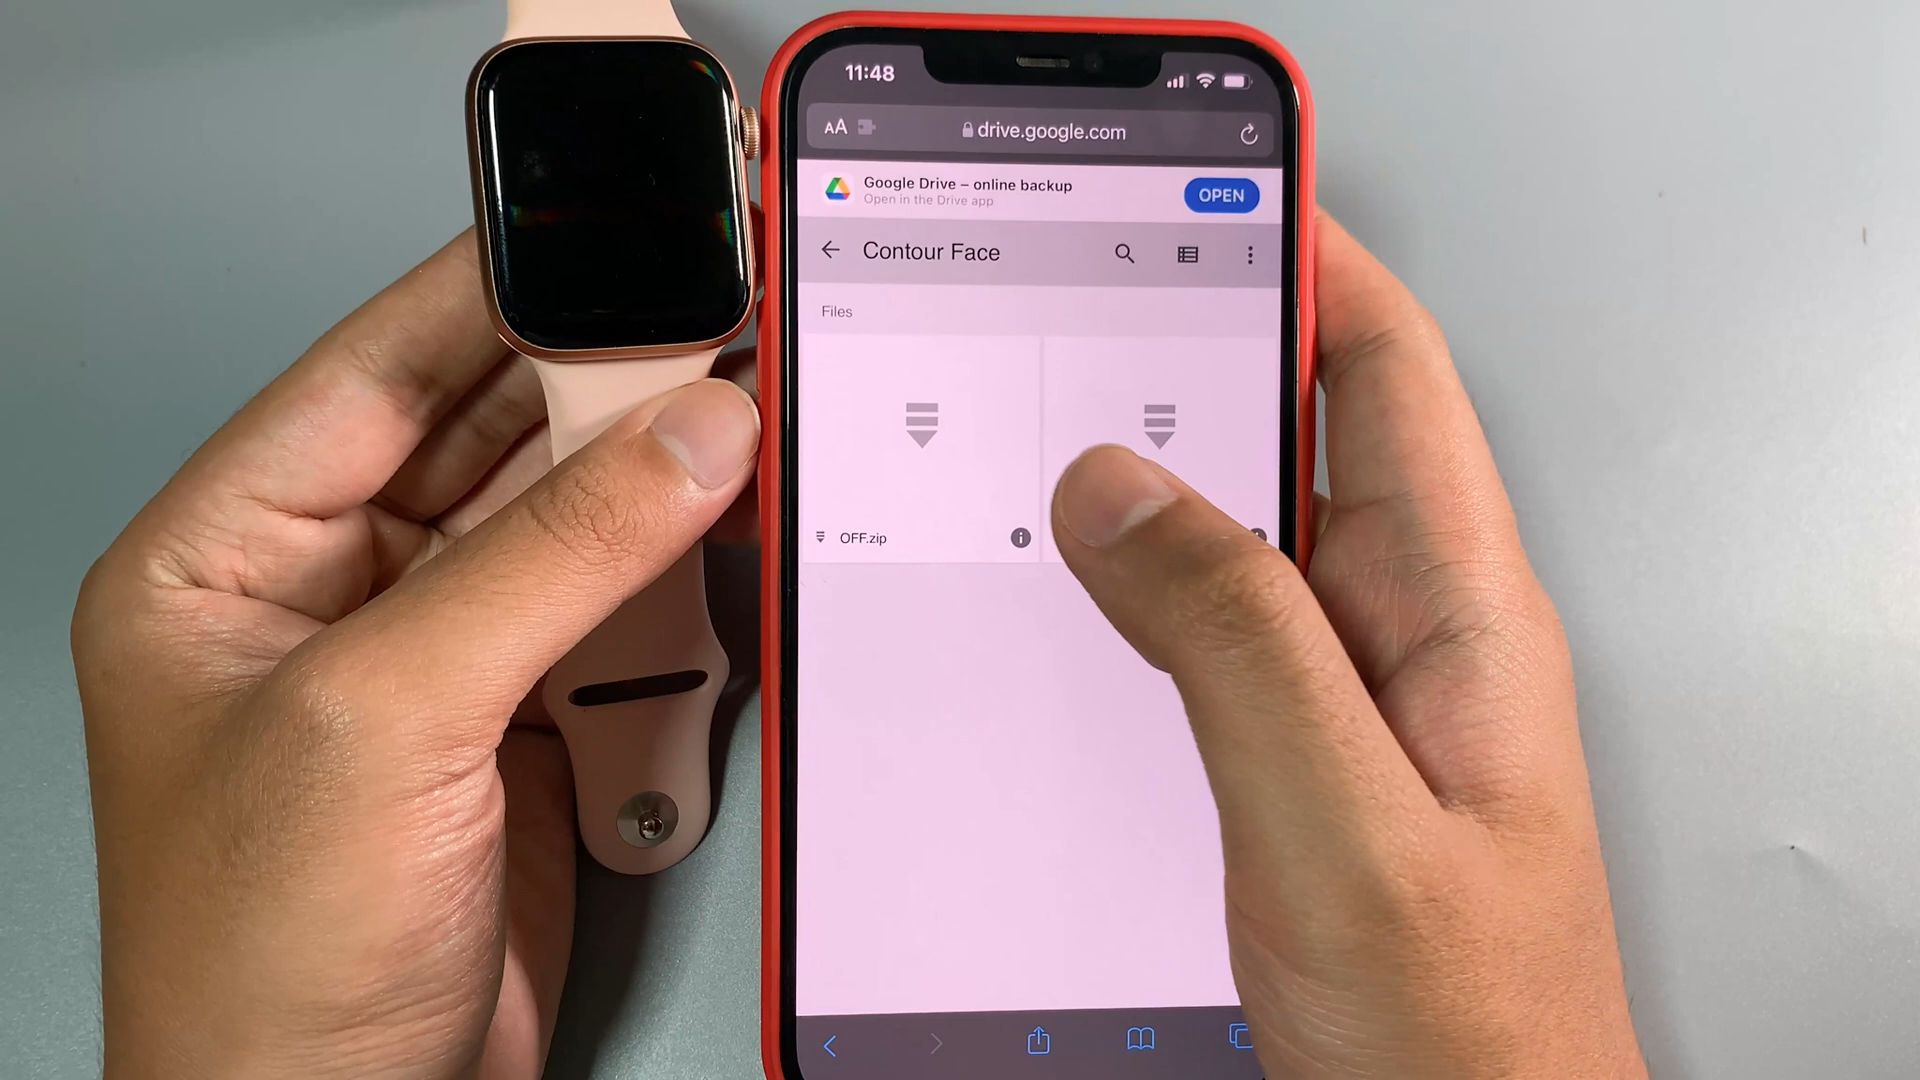 11:48
AA
drive.google.com
Google Drive – online backup
Open in the Drive app
OPEN
Contour Face
Files
OFF.zip